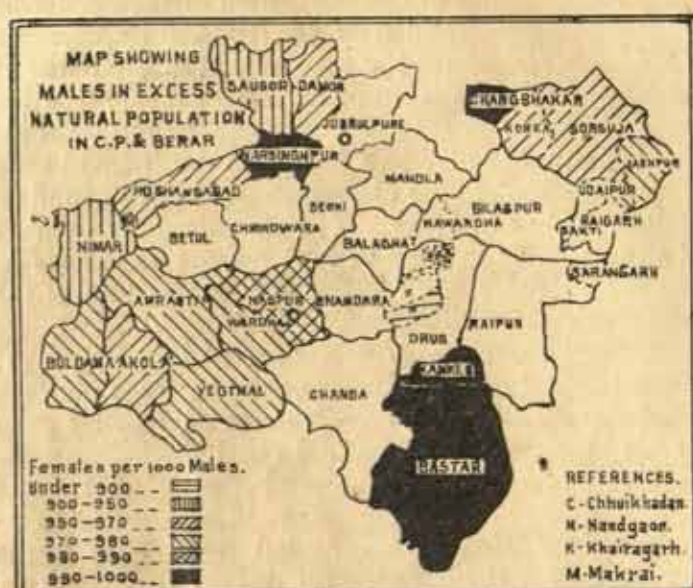 MAP SHOWING
MALES IN EXCESS
NATURAL POPULATION
IN C.P. & BERAR
SAUGOR
DAMOH
JUBBULPURE
NARSINGHPUR
HOSHANGABAD
NIMAR
BETUL
CHHINDWARA
SEONI
MANDLA
BALAGHAT
KAWARDHA
BILASPUR
CHANGBHAKAR
KOREA
SURGUJA
JASHPUR
UDAIPUR
RAIGARH
SAKTI
SARANGARH
AMRAOTI
NAGPUR
WARDHA
BHANDARA
DRUG
RAIPUR
BULDANA
AKOLA
YEOTMAL
CHANDA
KANKER
BASTAR
Females per 1000 Males.
Under 900
900-950
950-970
970-980
980-990
990-1000
REFERENCES.
C-Chhuikhadan.
N-Nandgaon.
K-Khairagarh.
M-Makrai.